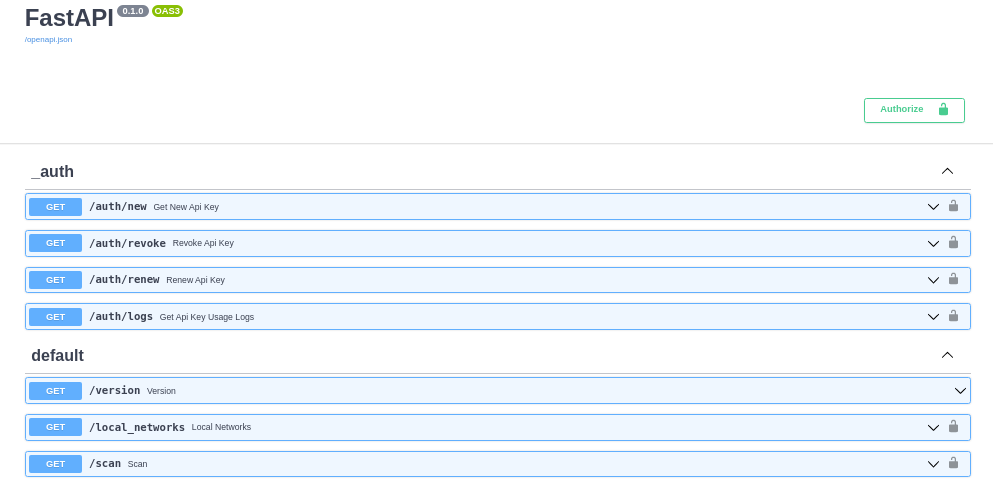 FastAPI 0.1.0 OAS3
/openapi.json
Authorize
_auth
GET /auth/new Get New Api Key
GET /auth/revoke Revoke Api Key
GET /auth/renew Renew Api Key
GET /auth/logs Get Api Key Usage Logs
default
GET /version Version
GET /local_networks Local Networks
GET /scan Scan